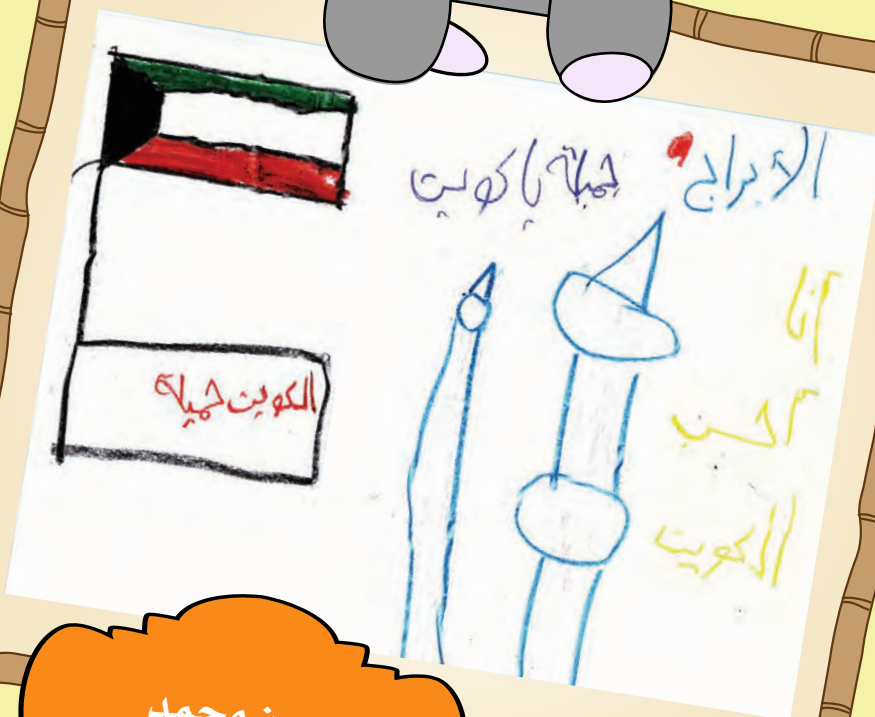 الأبراج
جميلة يا كويت
أنا
أحب
الكويت
الكويت جميلة